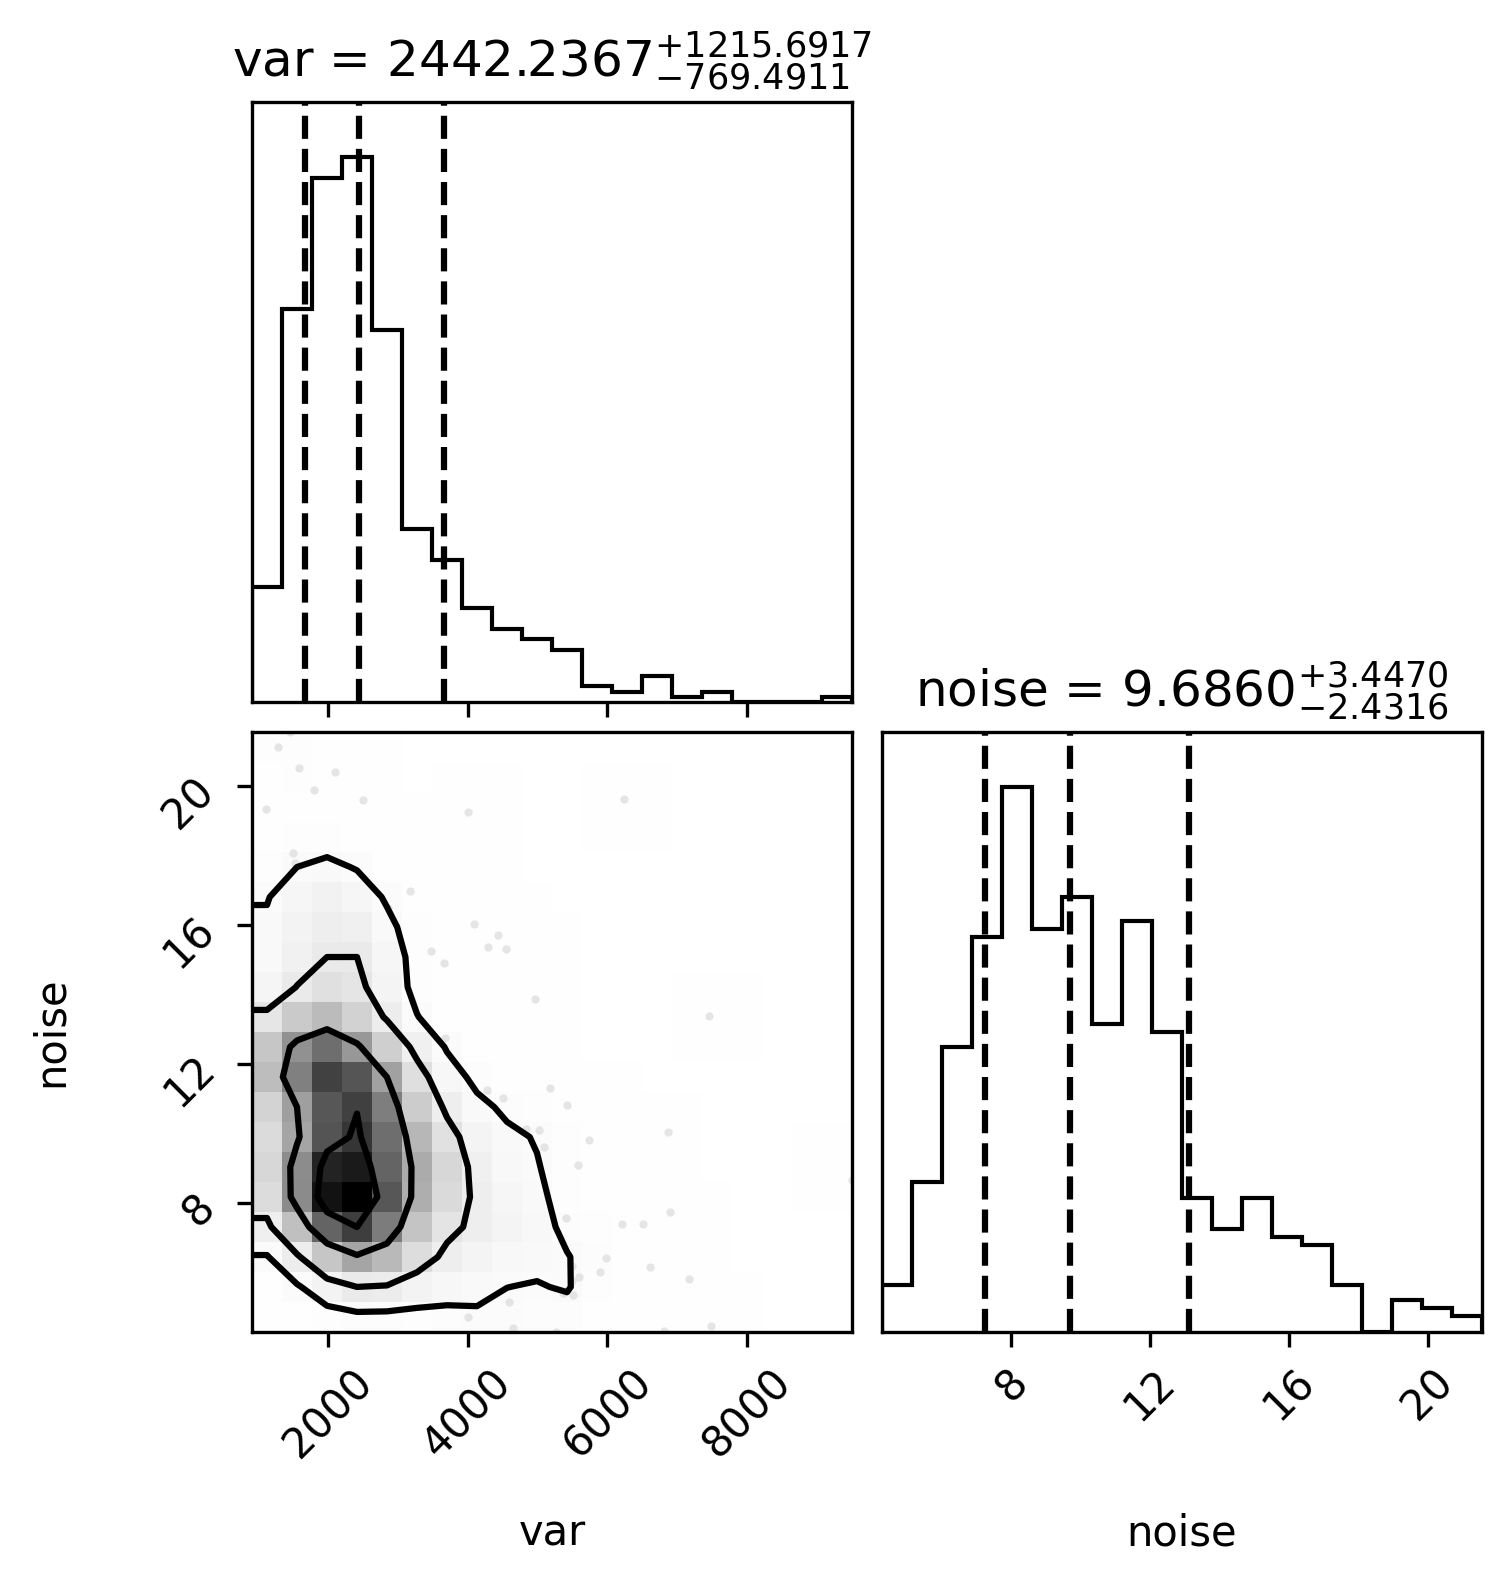 var = 2442.2367 +1215.6917 −769.4911
noise = 9.6860 +3.4470 −2.4316
20
16
12
8
noise
2000 4000 6000 8000
8 12 16 20
var
noise